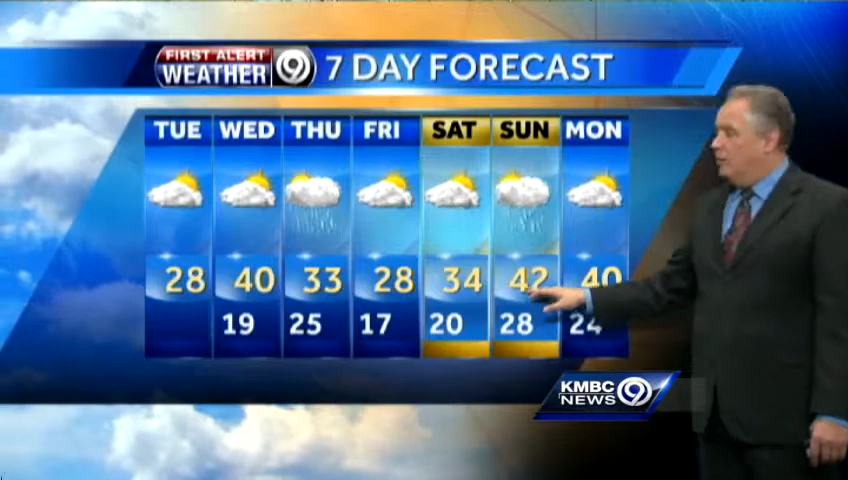 FIRST ALERT
WEATHER 9
7 DAY FORECAST
TUE WED THU FRI SAT SUN MON
28 40 33 28 34 42 40
19 25 17 20 28 24
KMBC 9
NEWS